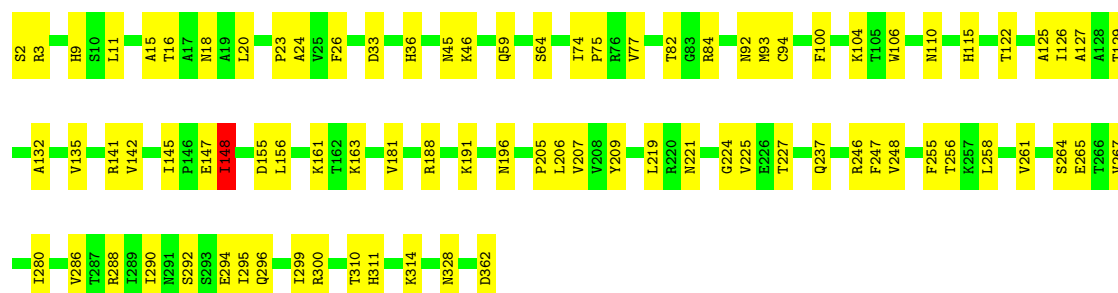 S2 R3 H9 S10 L11 A15 T16 A17 N18 A19 L20 P23 A24 V25 F26 D33 H36 N45 K46 Q59 S64 I74 P75 R76 V77 T82 G83 R84 N92 M93 C94 F100 K104 T105 W106 N110 H115 T122 A125 I126 A127 A128 T129
A132 V135 R141 V142 I145 P146 E147 I148 D155 L156 K161 T162 K163 V181 R188 K191 N196 P205 L206 V207 V208 Y209 L219 R220 N221 G224 V225 E226 T227 Q237 R246 F247 V248 F255 T256 K257 L258 V261 S264 E265 T266 V267
I280 V286 T287 R288 I289 I290 N291 S292 S293 E294 I295 Q296 I299 R300 T310 H311 K314 N328 D362